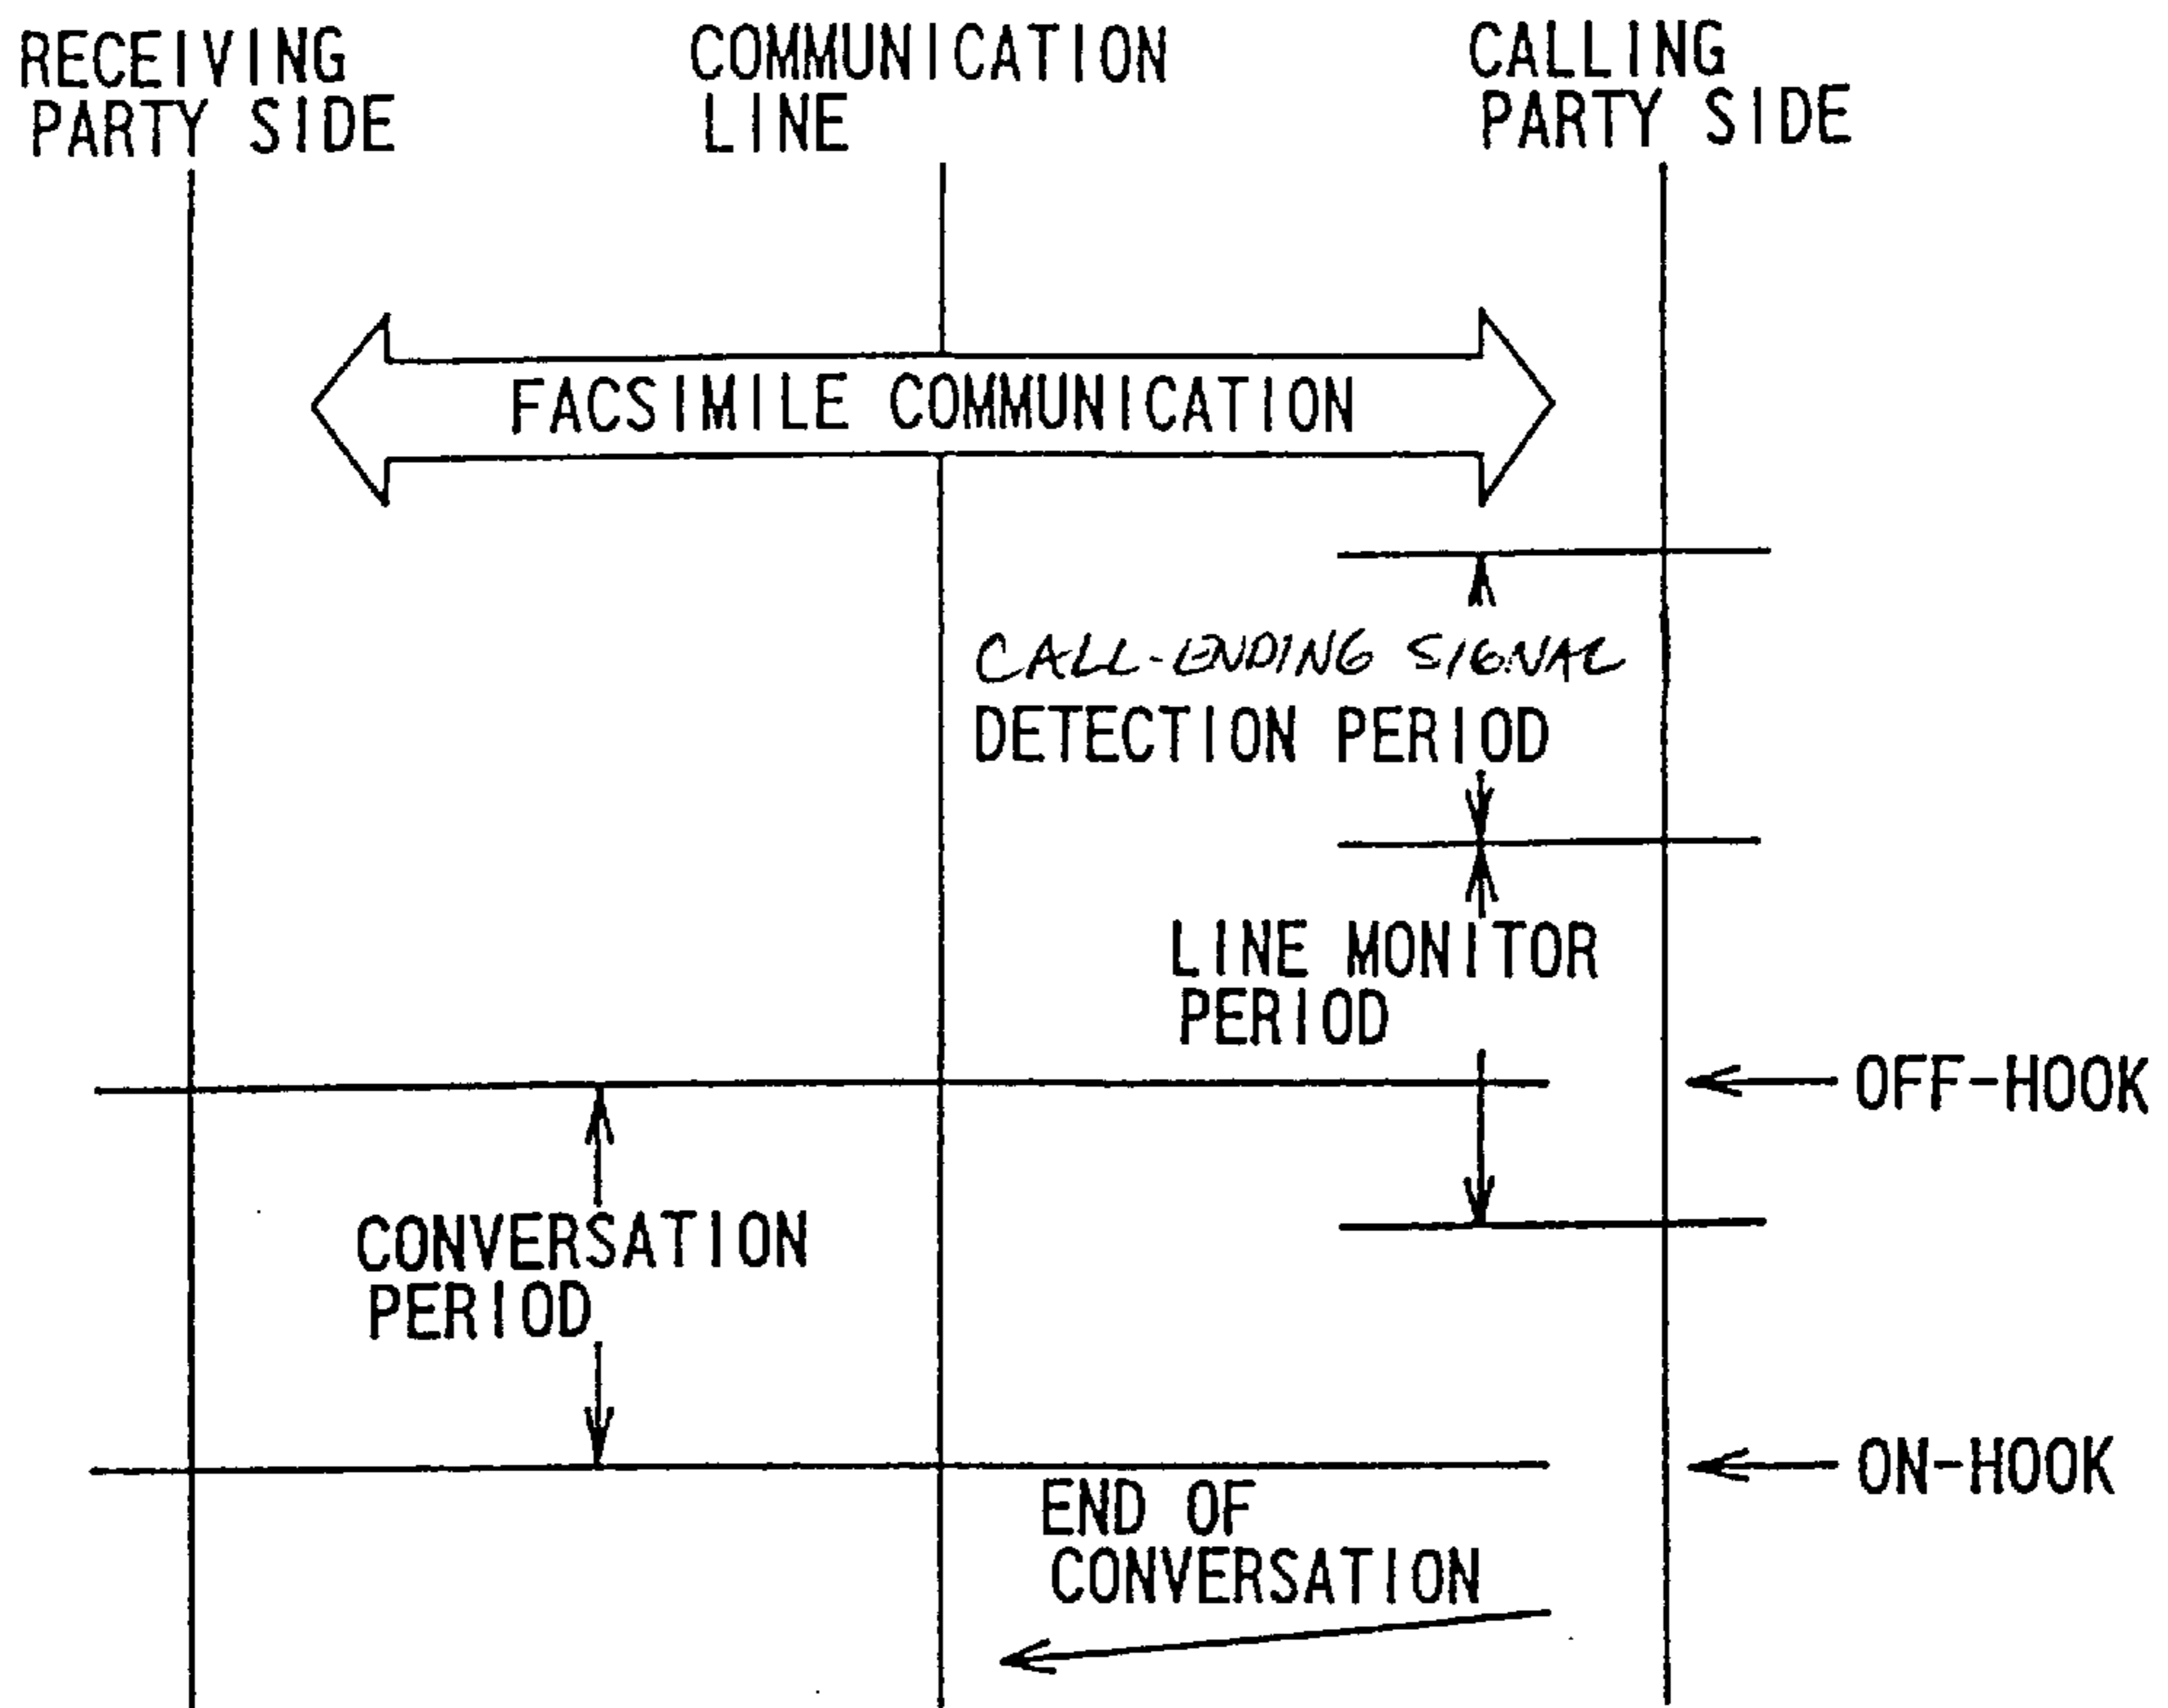 RECEIVING
PARTY SIDE
COMMUNICATION
LINE
CALLING
PARTY SIDE
FACSIMILE COMMUNICATION
CALL-ENDING SIGNAL
DETECTION PERIOD
LINE MONITOR
PERIOD
OFF-HOOK
CONVERSATION
PERIOD
ON-HOOK
END OF
CONVERSATION